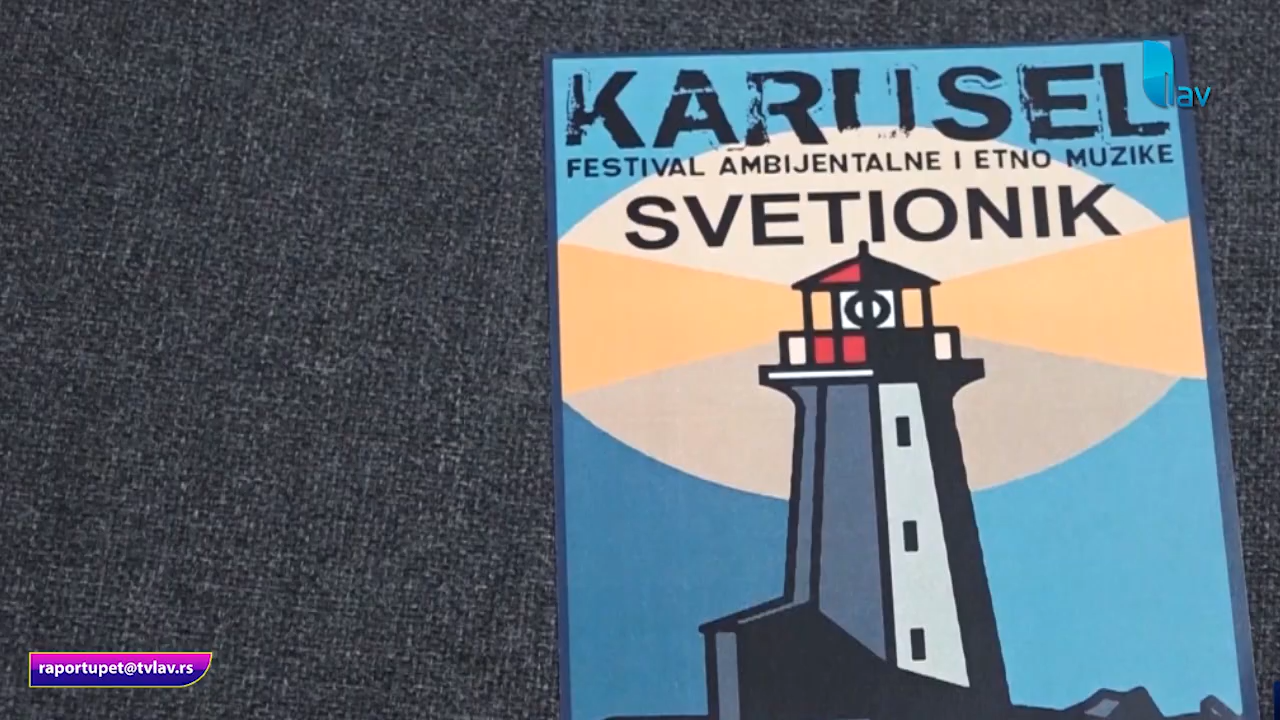 KARUSEL
lav
FESTIVAL AMBIJENTALNE I ETNO MUZIKE
SVETIONIK
raportupet@tvlav.rs